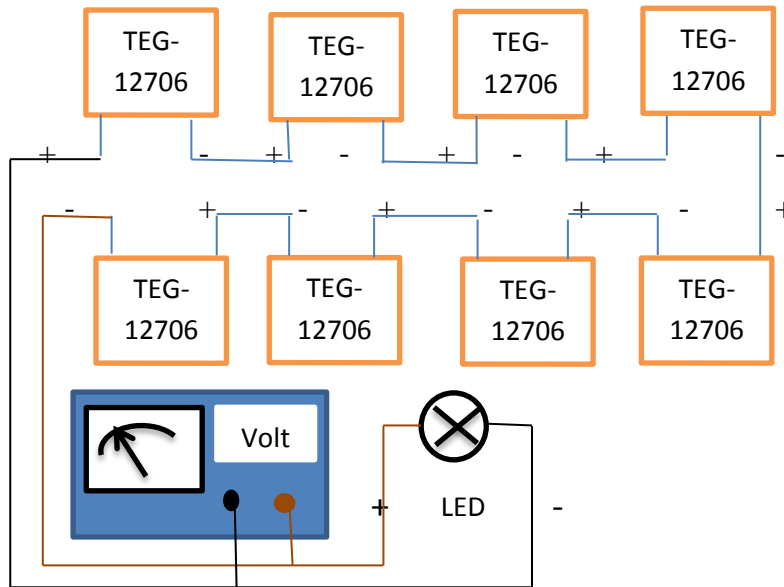 TEG-
12706
TEG-
12706
TEG-
12706
TEG-
12706
+ - + - + - + -
- + - + - + - +
TEG-
12706
TEG-
12706
TEG-
12706
TEG-
12706
Volt
+ LED -